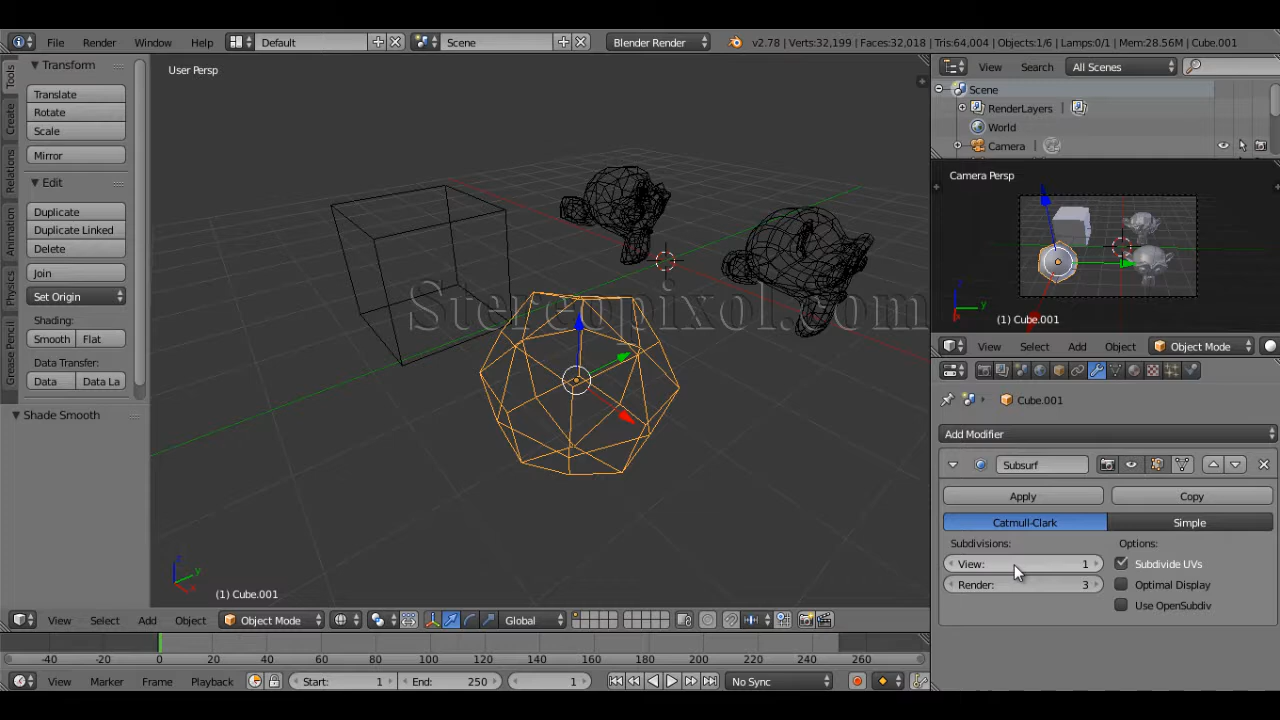 File Render Window Help Default Scene Blender Render v2.78 | Verts:32,199 | Faces:32,018 | Tris:64,004 | Objects:1/6 | Lamps:0/1 | Mem:28.56M | Cube.001
Tools
Create
Relations
Animation
Physics
Grease Pencil
Transform
Translate
Rotate
Scale
Mirror
Edit
Duplicate
Duplicate Linked
Delete
Join
Set Origin
Shading:
Smooth Flat
Data Transfer:
Data Data La
Shade Smooth
User Persp
Stereopixol.com
z
y
x
(1) Cube.001
View Select Add Object Object Mode Global
-40 -20 0 20 40 60 80 100 120 140 160 180 200 220 240 260
View Marker Frame Playback Start: 1 End: 250 1 No Sync
View Search All Scenes
Scene
RenderLayers
World
Camera
Camera Persp
y
x
(1) Cube.001
View Select Add Object Object Mode
Cube.001
Add Modifier
Subsurf
Apply Copy
Catmull-Clark Simple
Subdivisions: Options:
View: 1 Subdivide UVs
Render: 3 Optimal Display
Use OpenSubdiv